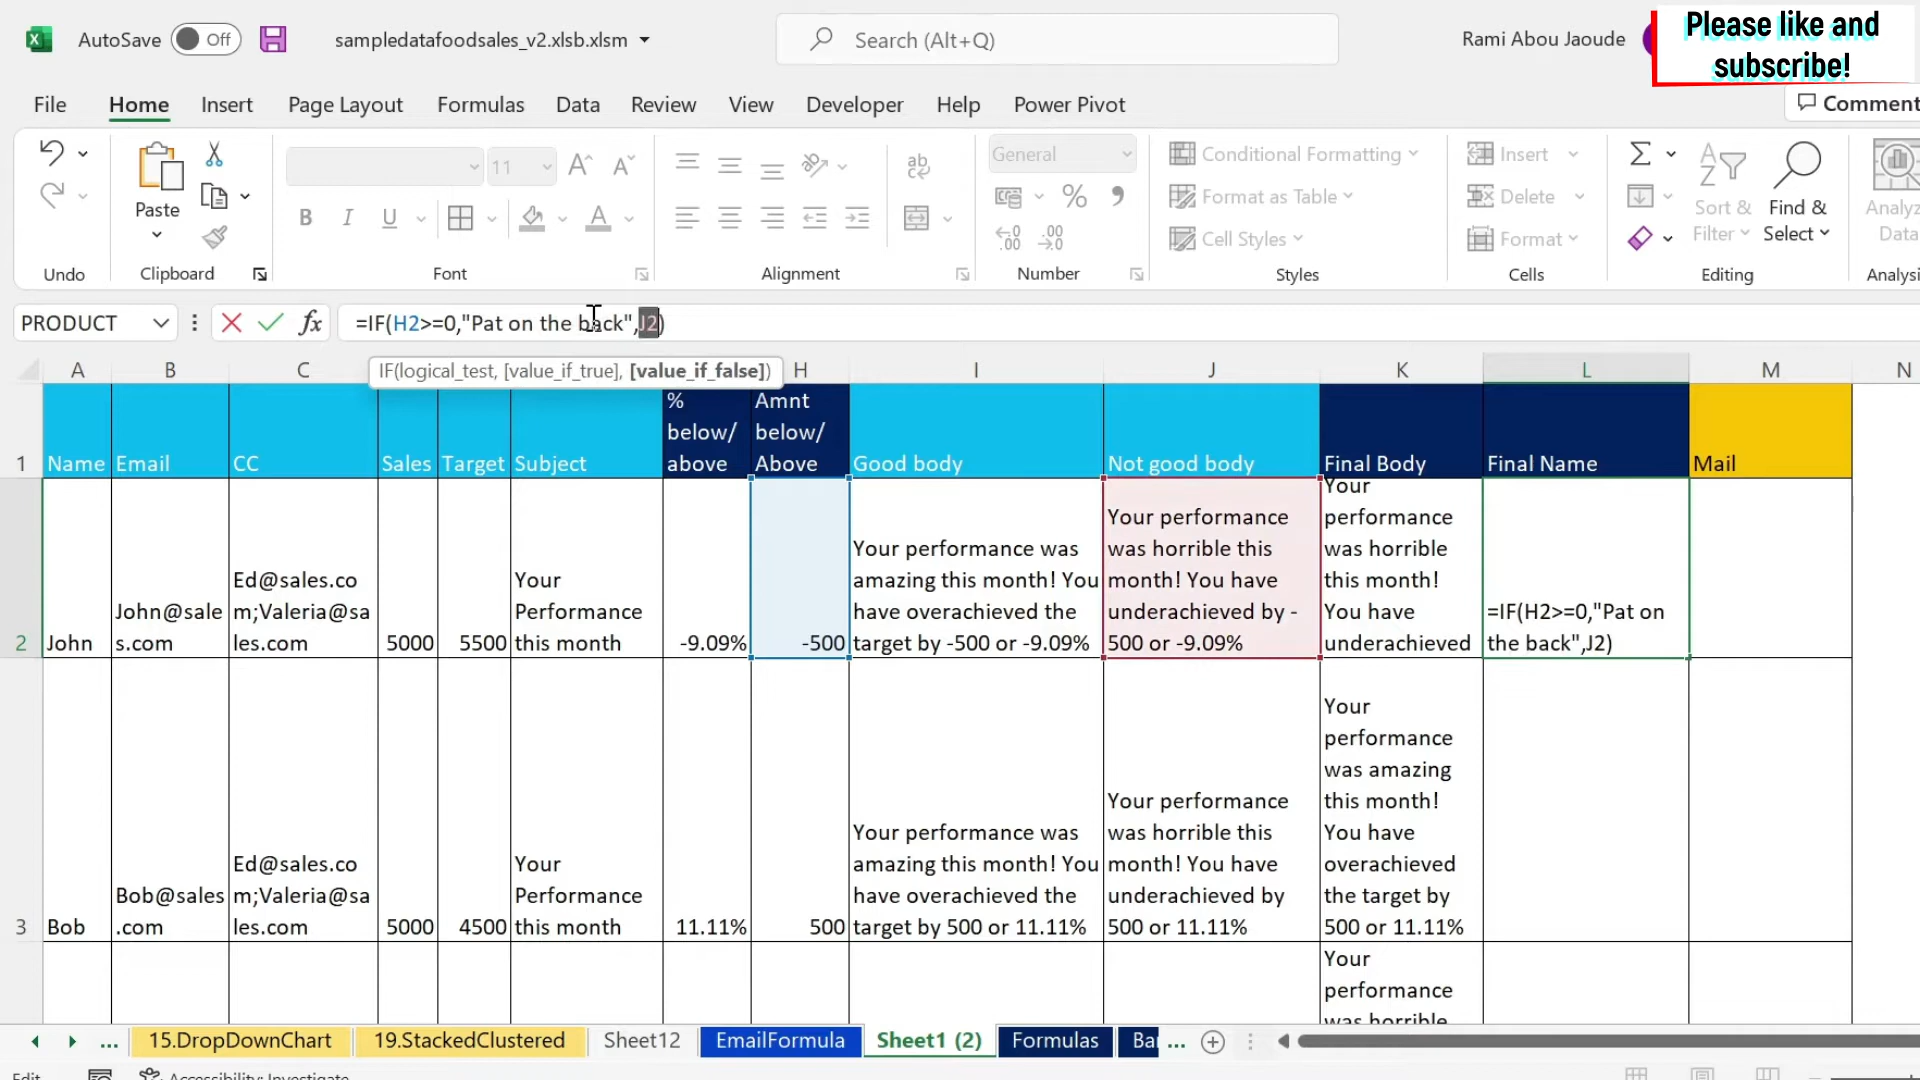 AutoSave Off sampledatafoodsales_v2.xlsb.xlsm Search (Alt+Q) Rami Abou Jaoude
Please like and
subscribe!
File Home Insert Page Layout Formulas Data Review View Developer Help Power Pivot Comment
General
11
Paste
Conditional Formatting
Format as Table
Cell Styles
Insert
Delete
Format
Sort &
Filter
Find &
Select
Analyz
Data
Undo Clipboard Font Alignment Number Styles Cells Editing Analysi
PRODUCT fx =IF(H2>=0,"Pat on the back",J2)
IF(logical_test, [value_if_true], [value_if_false])
A B C H I J K L M N
1
Name
Email
CC
Sales
Target
Subject
%
below/
above
Amnt
below/
Above
Good body
Not good body
Final Body
Final Name
Mail
2
John
John@sale
s.com
Ed@sales.co
m;Valeria@sa
les.com
5000
5500
Your
Performance
this month
-9.09%
-500
Your performance was
amazing this month! You
have overachieved the
target by -500 or -9.09%
Your performance
was horrible this
month! You have
underachieved by -
500 or -9.09%
Your
performance
was horrible
this month!
You have
underachieved
=IF(H2>=0,"Pat on
the back",J2)
3
Bob
Bob@sales
.com
Ed@sales.co
m;Valeria@sa
les.com
5000
4500
Your
Performance
this month
11.11%
500
Your performance was
amazing this month! You
have overachieved the
target by 500 or 11.11%
Your performance
was horrible this
month! You have
underachieved by
500 or 11.11%
Your
performance
was amazing
this month!
You have
overachieved
the target by
500 or 11.11%
Your
performance
was horrible
... 15.DropDownChart 19.StackedClustered Sheet12 EmailFormula Sheet1 (2) Formulas Ba ...
Edit Accessibility: Investigate